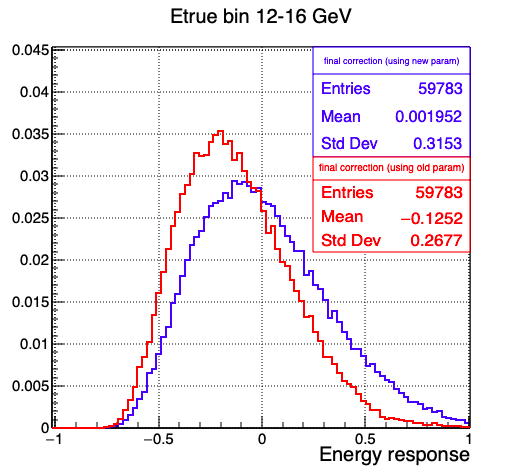 Etrue bin 12-16 GeV
0.045
0.04
0.035
0.03
0.025
0.02
0.015
0.01
0.005
0
final correction (using new param)
Entries 59783
Mean 0.001952
Std Dev 0.3153
final correction (using old param)
Entries 59783
Mean −0.1252
Std Dev 0.2677
−1 −0.5 0 0.5 1
Energy response